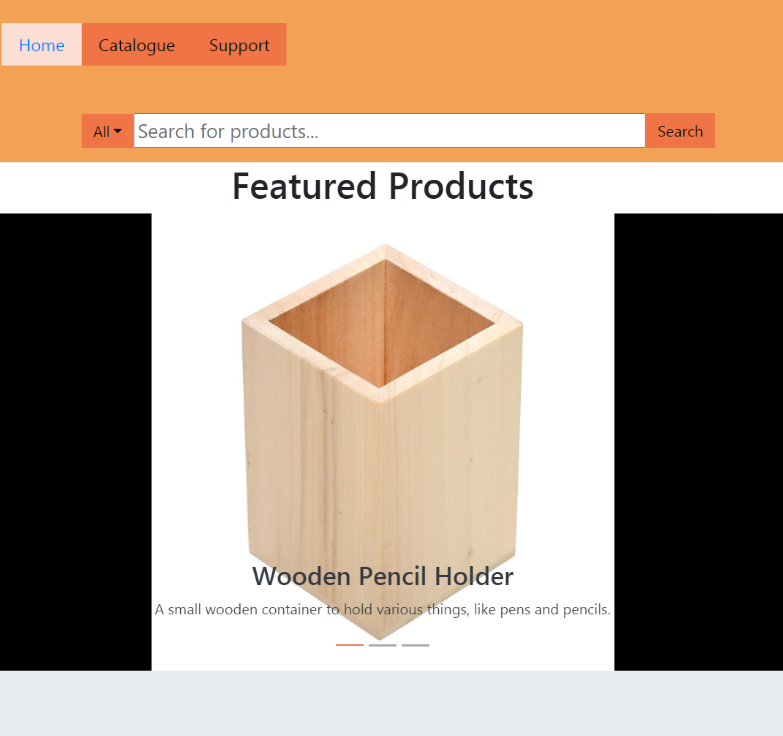 Home Catalogue Support
All Search for products... Search
Featured Products
Wooden Pencil Holder
A small wooden container to hold various things, like pens and pencils.